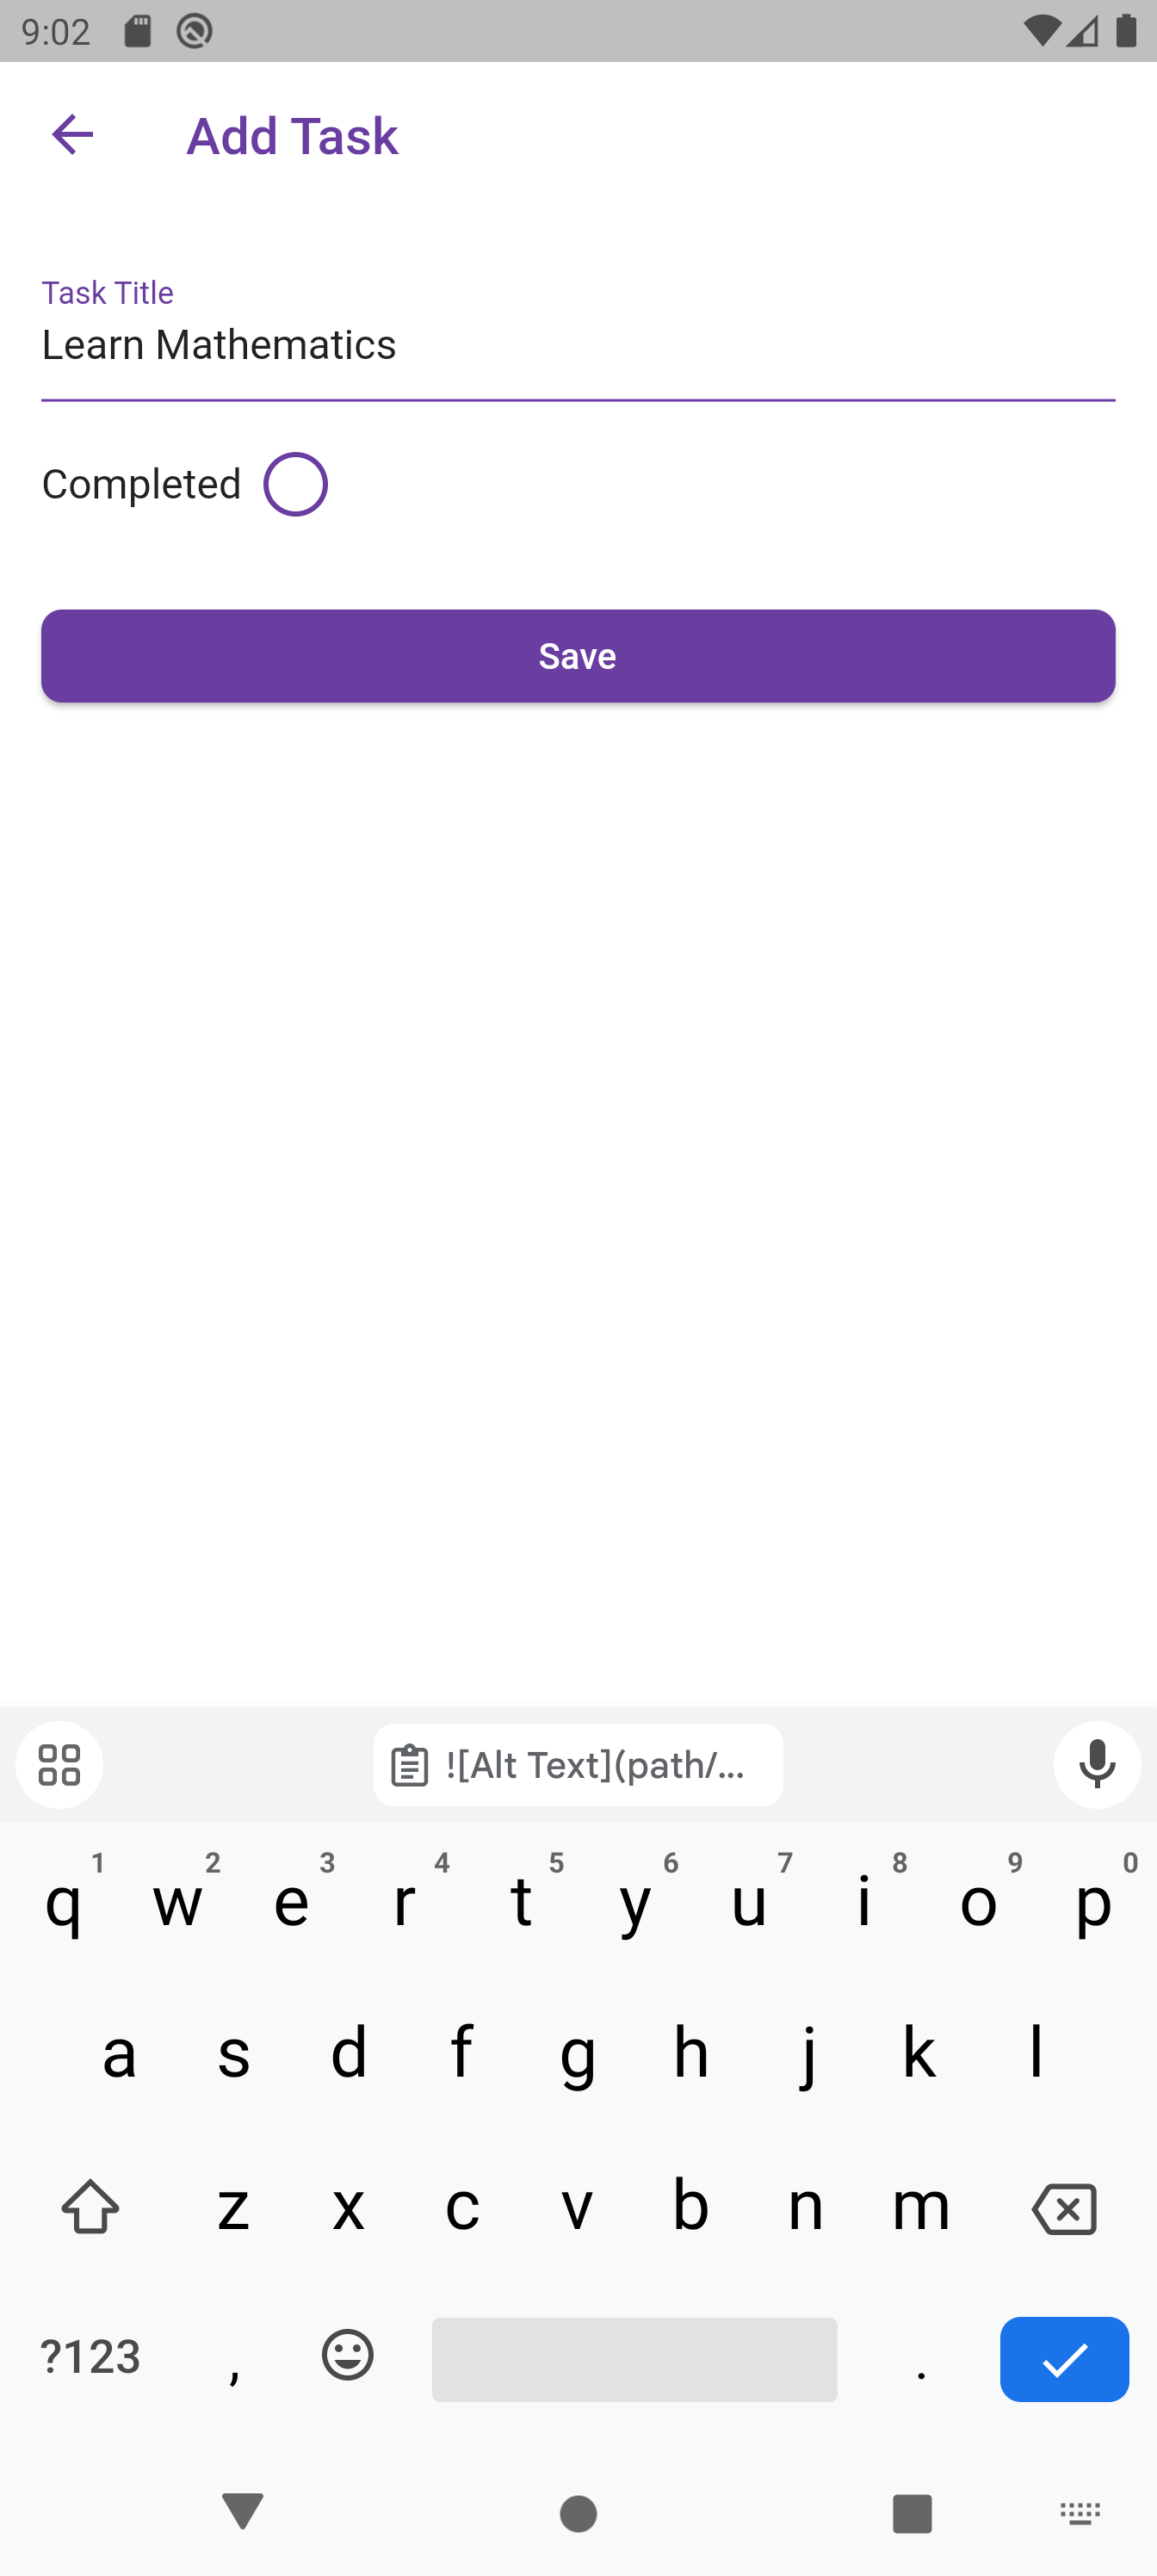 9:02
Add Task
Task Title
Learn Mathematics
Completed
Save
![Alt Text](path/...
1 2 3 4 5 6 7 8 9 0
q w e r t y u i o p
a s d f g h j k l
z x c v b n m
?123 , .